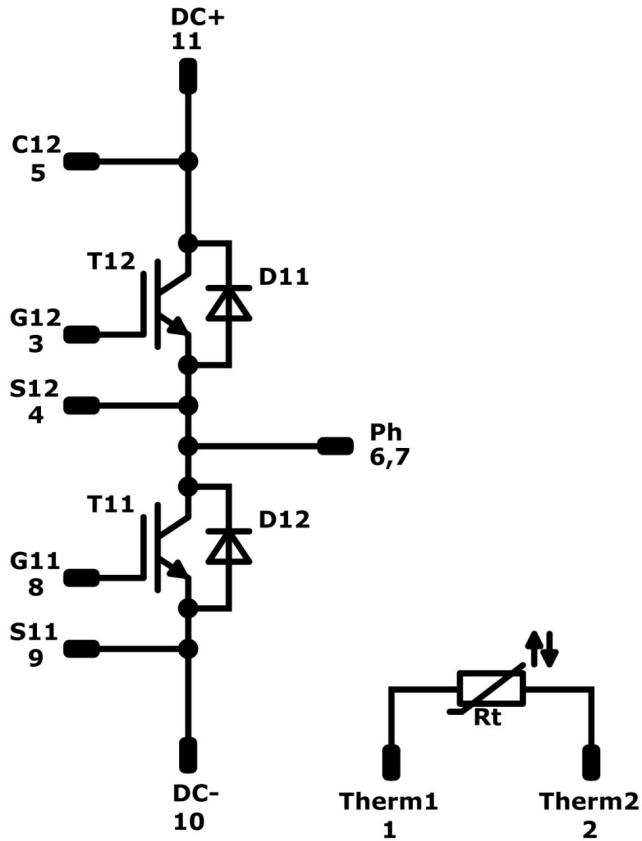 DC+
11
C12
5
T12
D11
G12
3
S12
4
Ph
6,7
T11
D12
G11
8
S11
9
Rt
DC-
10
Therm1
1
Therm2
2